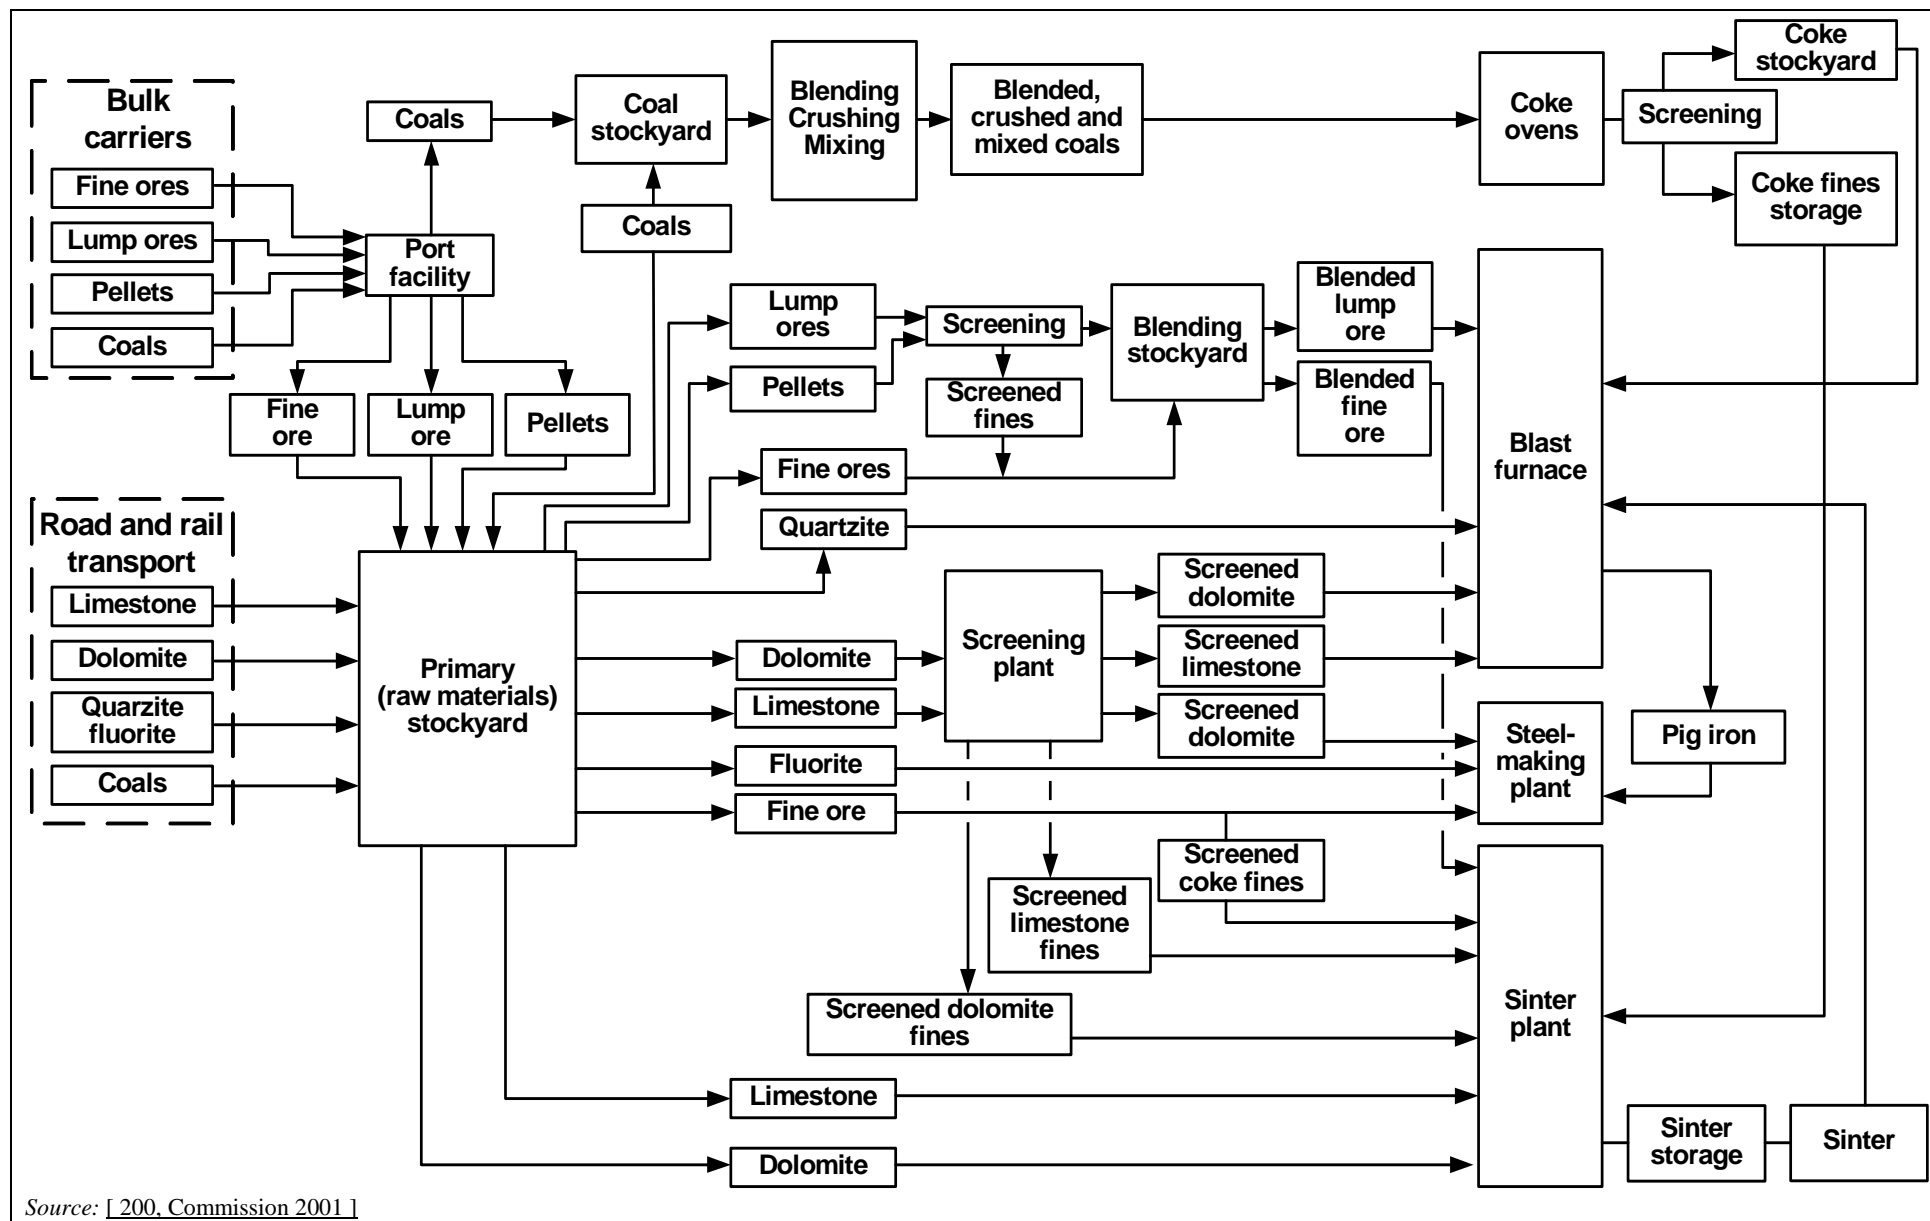 Bulk
carriers
Fine ores
Lump ores
Pellets
Coals
Coals
Port
facility
Fine
ore
Lump
ore
Pellets
Road and rail
transport
Limestone
Dolomite
Quarzite
fluorite
Coals
Primary
(raw materials)
stockyard
Coal
stockyard
Coals
Blending
Crushing
Mixing
Blended,
crushed and
mixed coals
Coke
ovens
Screening
Coke
stockyard
Coke fines
storage
Lump
ores
Pellets
Screening
Screened
fines
Blending
stockyard
Blended
lump
ore
Blended
fine
ore
Fine ores
Quartzite
Blast
furnace
Dolomite
Limestone
Screening
plant
Screened
dolomite
Screened
limestone
Screened
dolomite
Fluorite
Fine ore
Steel-
making
plant
Pig iron
Screened
coke fines
Screened
limestone
fines
Screened dolomite
fines
Limestone
Dolomite
Sinter
plant
Sinter
storage
Sinter
Source: [ 200, Commission 2001 ]